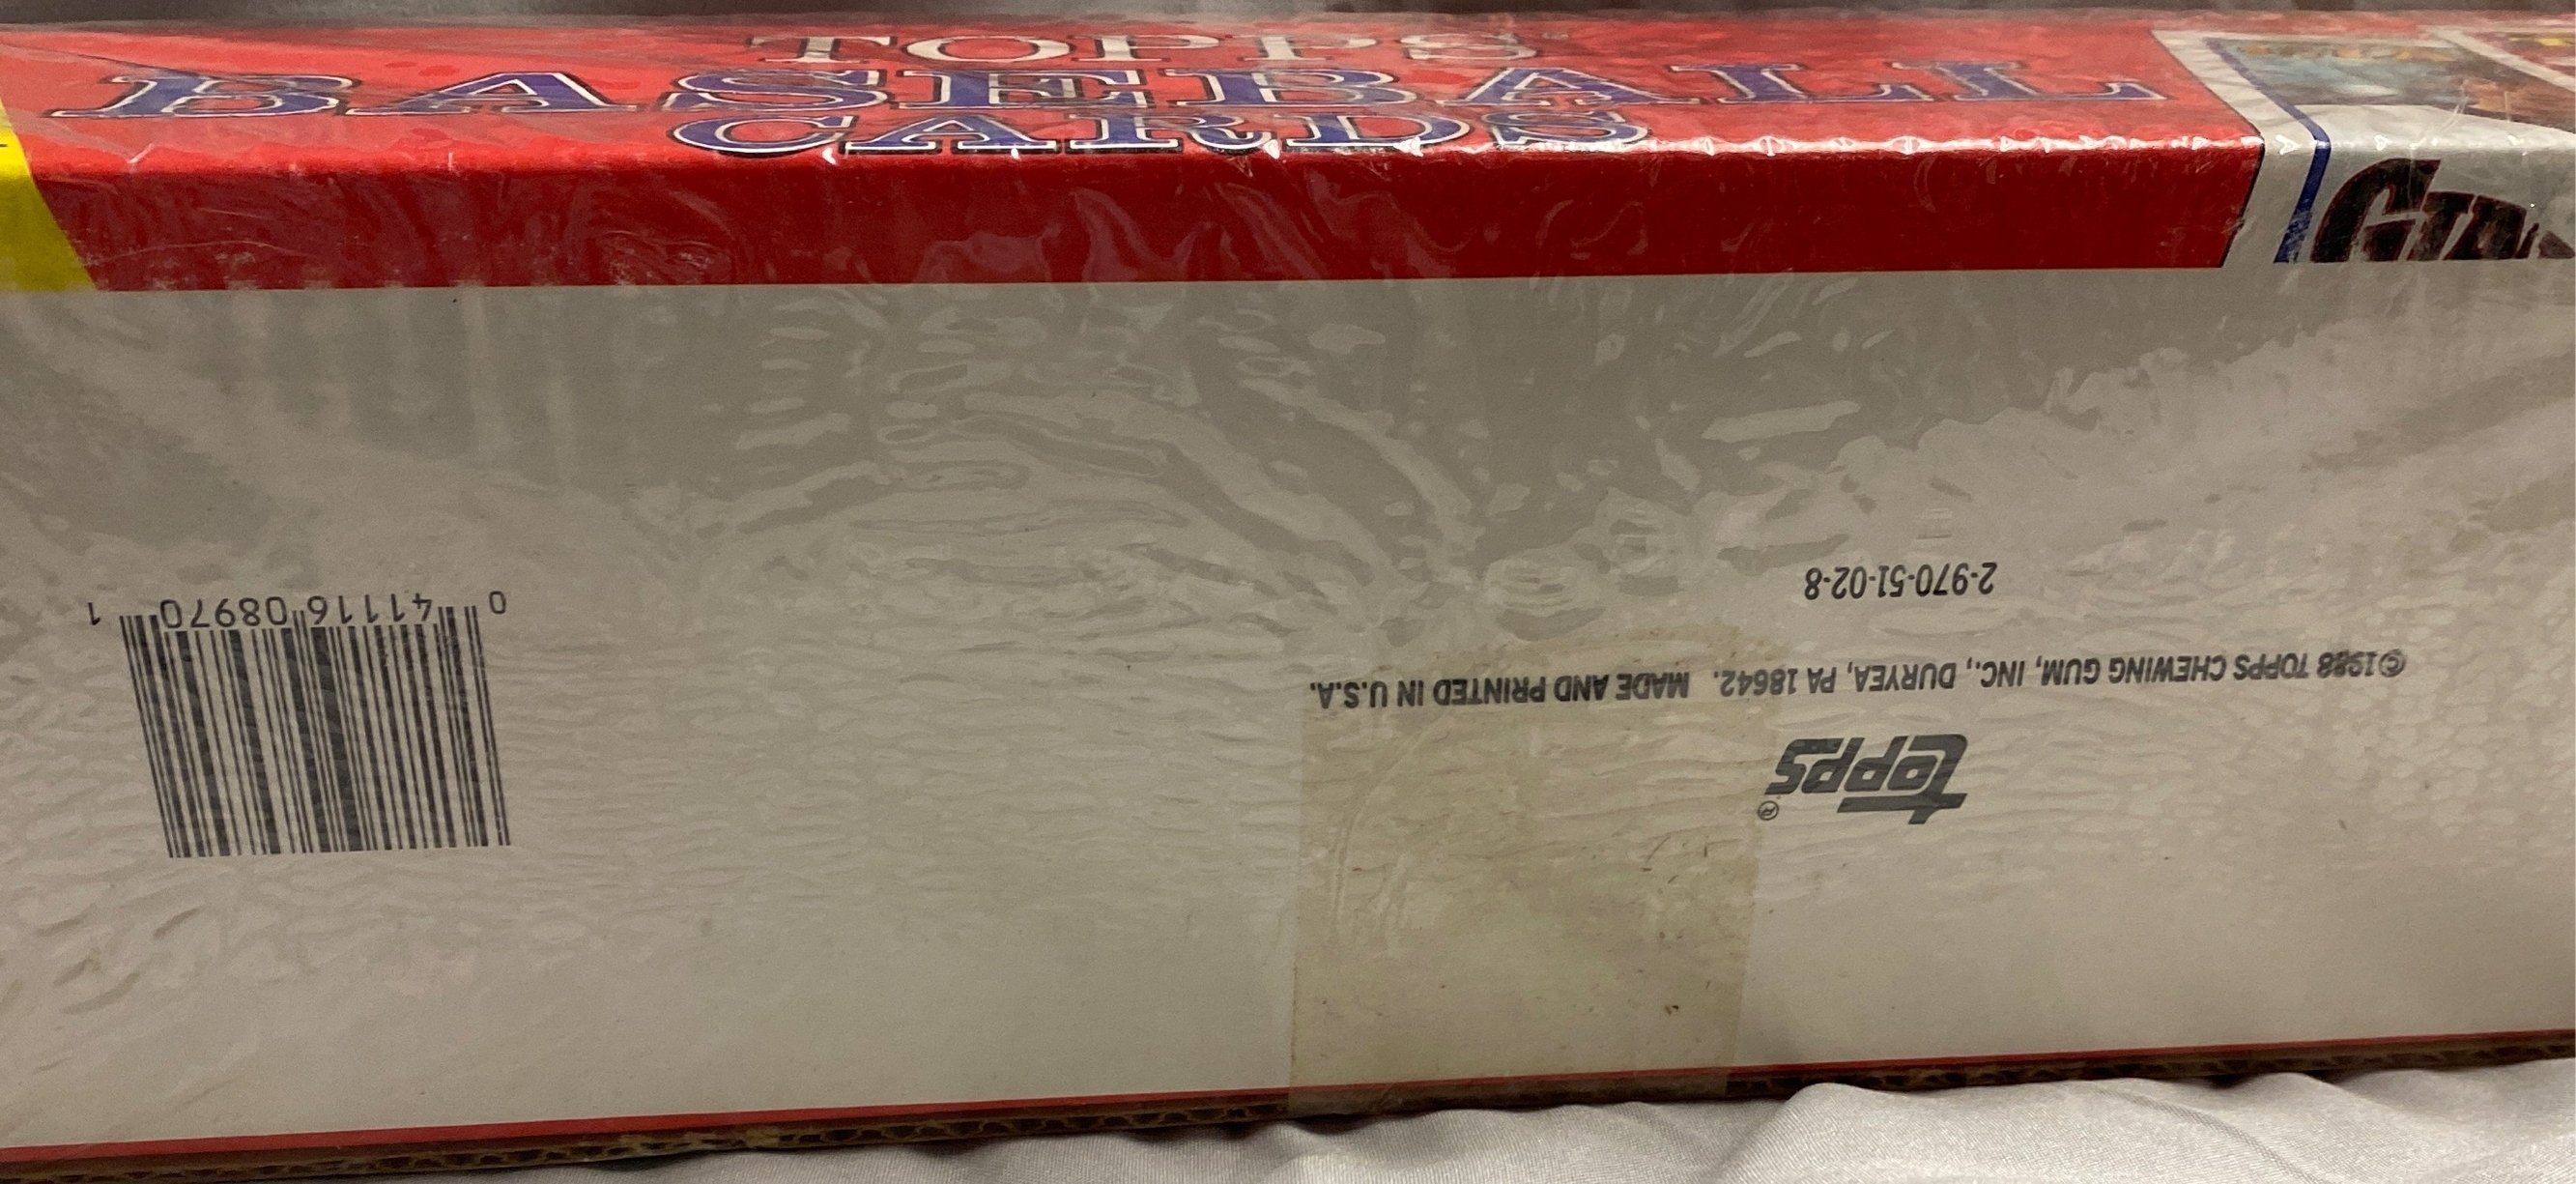 TOPPS
BASEBALL
CARDS
topps®
©1988 TOPPS CHEWING GUM, INC., DURYEA, PA 18642. MADE AND PRINTED IN U.S.A.
2-970-51-02-8
0 41116 08970 1